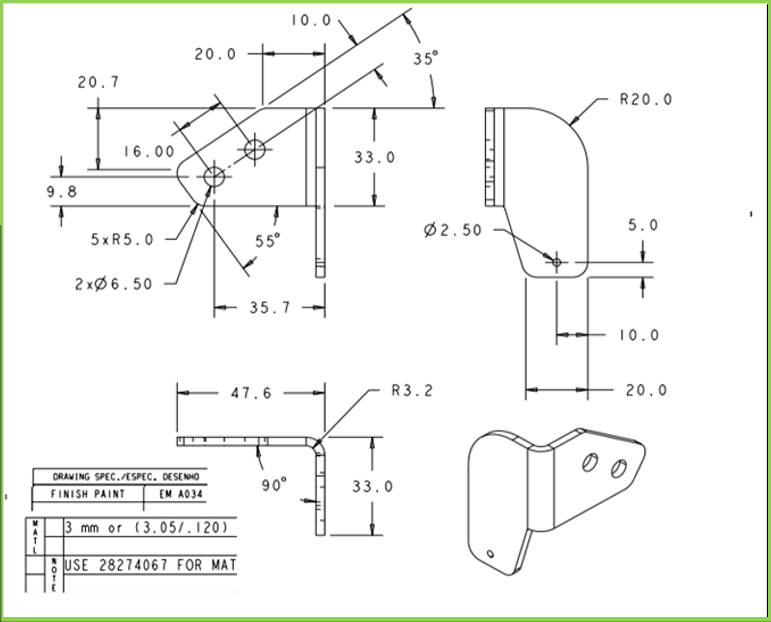 10.0
20.0
35°
20.7
R20.0
16.00
33.0
9.8
5xR5.0
55°
Ø2.50
5.0
2xØ6.50
35.7
10.0
47.6
R3.2
20.0
90°
33.0
DRAWING SPEC./ESPEC. DESENHO
FINISH PAINT EM A034
MATL 3 mm or (3.05/.120)
NOTE USE 28274067 FOR MAT